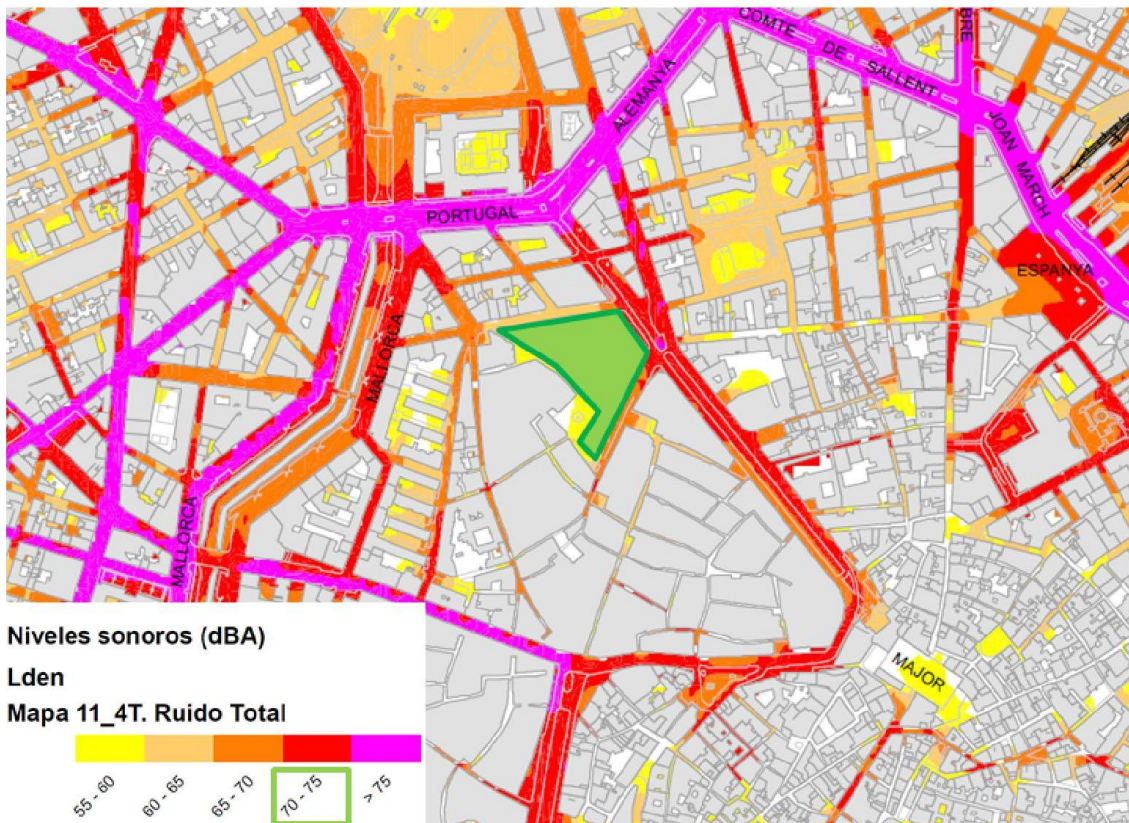 COMTE DE SALLENT
BRE
ALEMANYA
JOAN MARCH
PORTUGAL
ESPANYA
MALLORCA
MALLORCA
MAJOR
Niveles sonoros (dBA)
Lden
Mapa 11_4T. Ruido Total
55 - 60 60 - 65 65 - 70 70 - 75 > 75